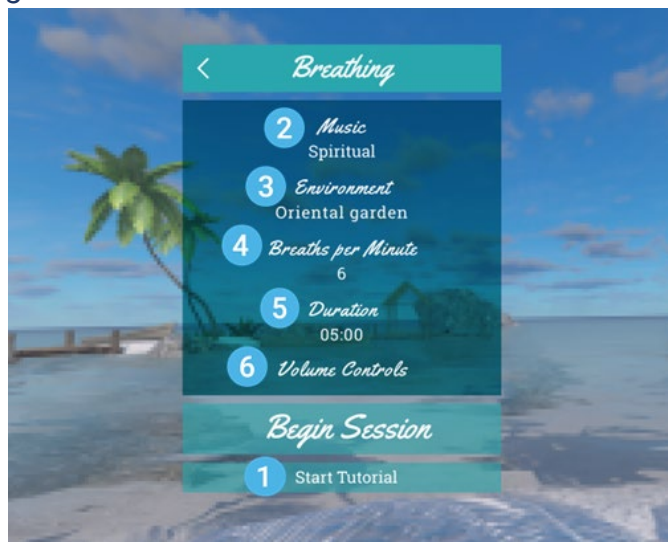 Breathing
2 Music
Spiritual
3 Environment
Oriental garden
4 Breaths per Minute
6
5 Duration
05:00
6 Volume Controls
Begin Session
1 Start Tutorial